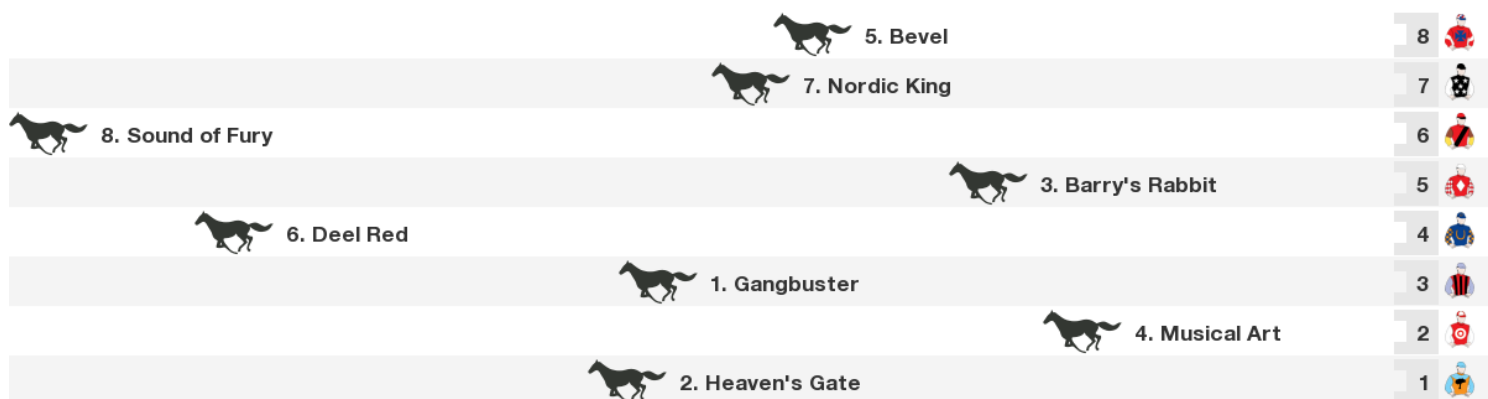 5. Bevel 8
7. Nordic King 7
8. Sound of Fury 6
3. Barry's Rabbit 5
6. Deel Red 4
1. Gangbuster 3
4. Musical Art 2
2. Heaven's Gate 1